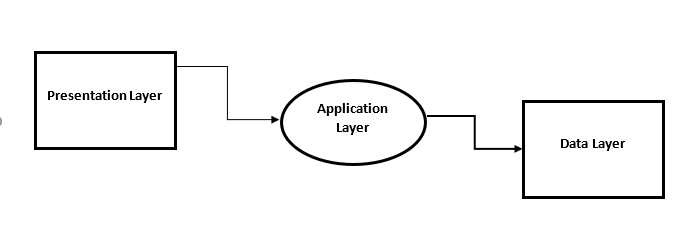 Presentation Layer
Application
Layer
Data Layer